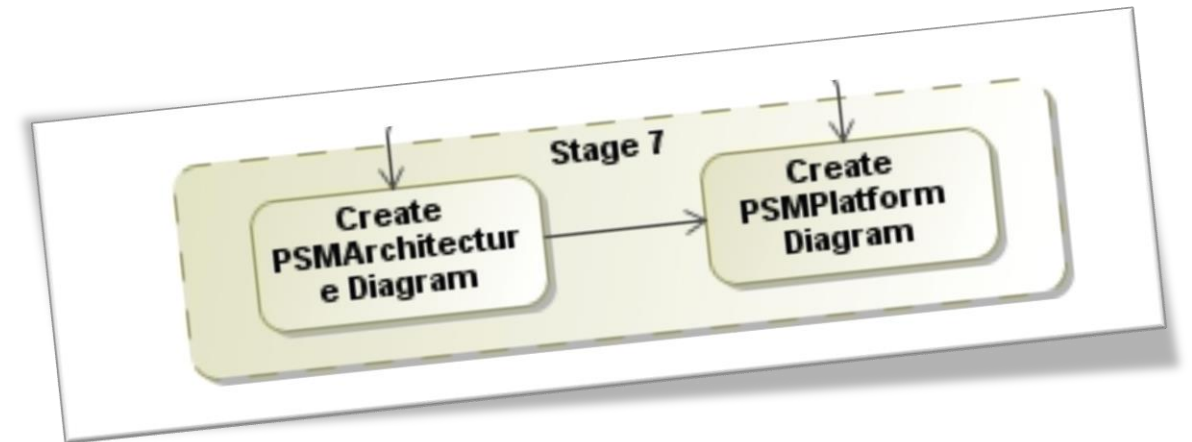 Stage 7
Create
PSMArchitectur
e Diagram
Create
PSMPlatform
Diagram